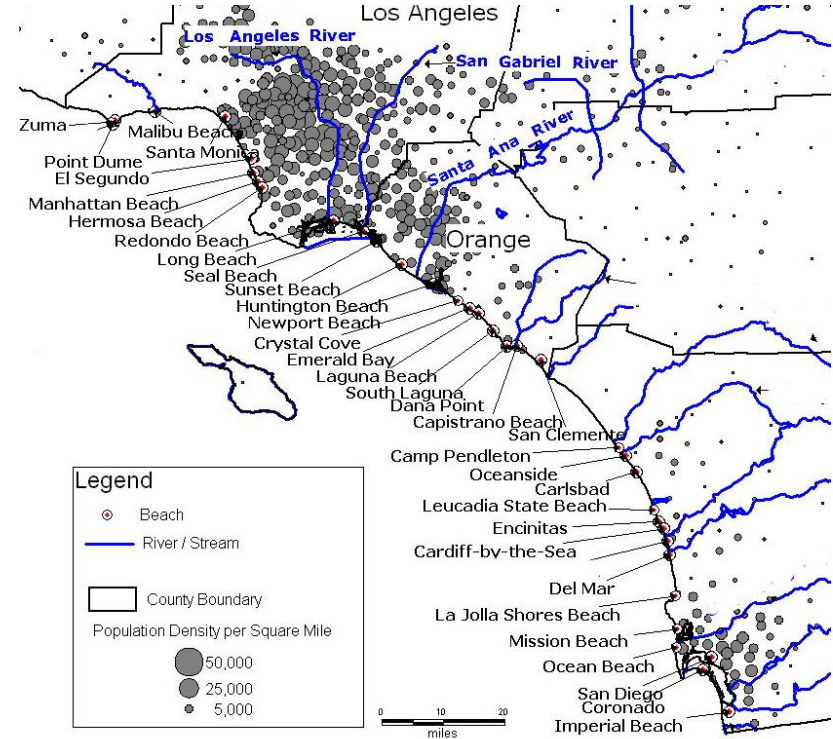 Los Angeles
Los Angeles River
San Gabriel River
Santa Ana River
Orange
Zuma
Malibu Beach
Point Dume
Santa Monica
El Segundo
Manhattan Beach
Hermosa Beach
Redondo Beach
Long Beach
Seal Beach
Sunset Beach
Huntington Beach
Newport Beach
Crystal Cove
Emerald Bay
Laguna Beach
South Laguna
Dana Point
Capistrano Beach
San Clemente
Camp Pendleton
Oceanside
Carlsbad
Leucadia State Beach
Encinitas
Cardiff-by-the-Sea
Del Mar
La Jolla Shores Beach
Mission Beach
Ocean Beach
San Diego
Coronado
Imperial Beach
Legend
Beach
River / Stream
County Boundary
Population Density per Square Mile
50,000
25,000
5,000
0 10 20
miles